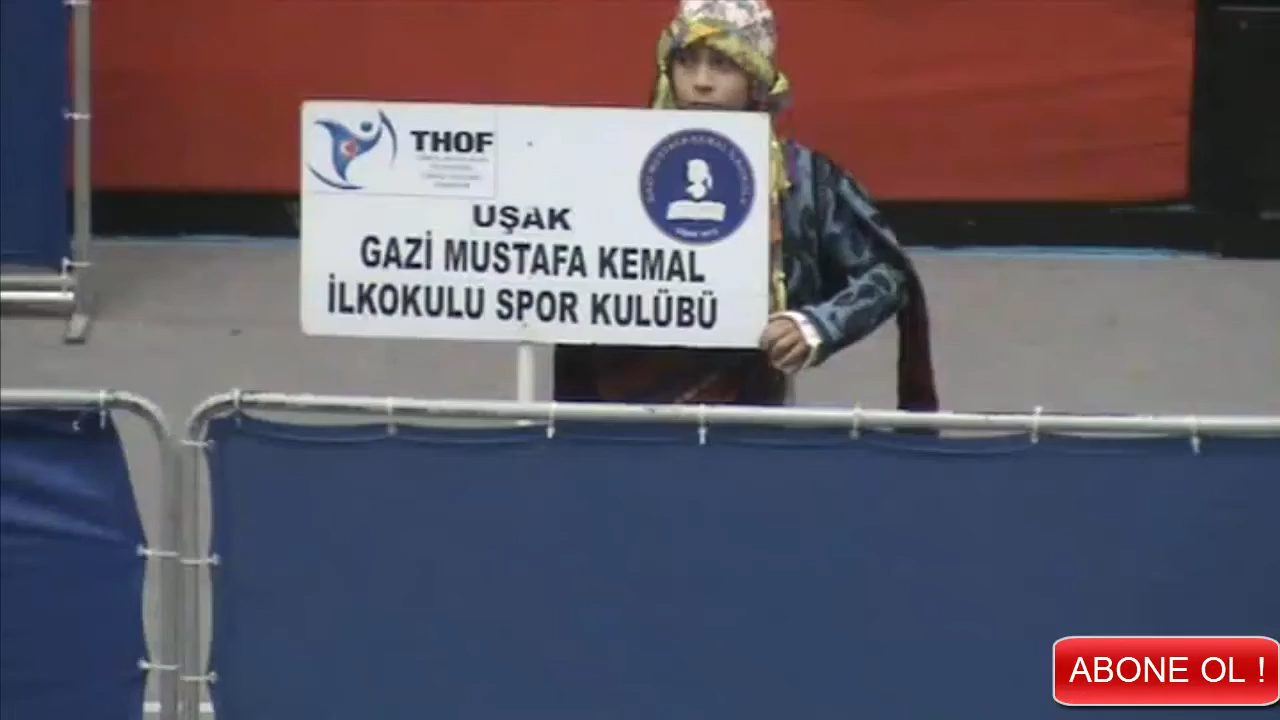 THOF
UŞAK
GAZİ MUSTAFA KEMAL
İLKOKULU SPOR KULÜBÜ
ABONE OL !